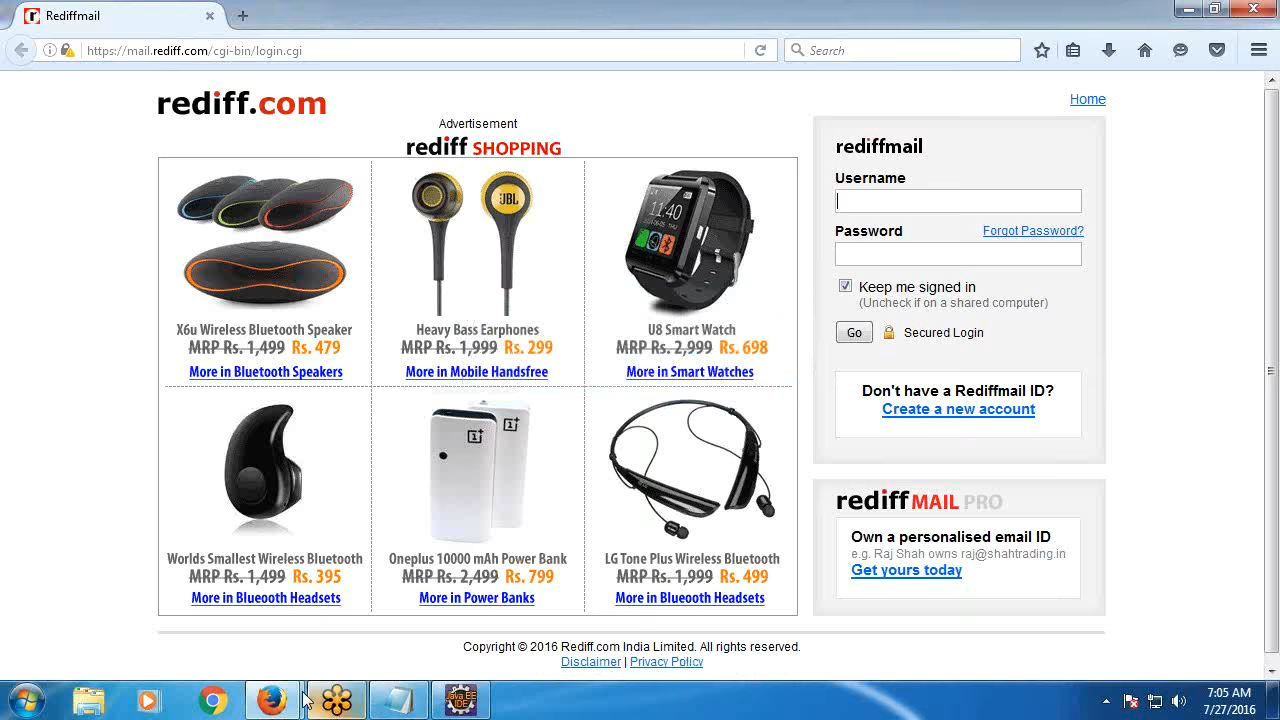 Rediffmail
https://mail.rediff.com/cgi-bin/login.cgi
Search
rediff.com
Home
Advertisement
rediff SHOPPING
JBL
11:40
X6u Wireless Bluetooth Speaker
MRP Rs. 1,499 Rs. 479
More in Bluetooth Speakers
Heavy Bass Earphones
MRP Rs. 1,999 Rs. 299
More in Mobile Handsfree
U8 Smart Watch
MRP Rs. 2,999 Rs. 698
More in Smart Watches
Worlds Smallest Wireless Bluetooth
MRP Rs. 1,499 Rs. 395
More in Blueooth Headsets
Oneplus 10000 mAh Power Bank
MRP Rs. 2,499 Rs. 799
More in Power Banks
LG Tone Plus Wireless Bluetooth
MRP Rs. 1,999 Rs. 499
More in Blueooth Headsets
rediffmail
Username
Password Forgot Password?
Keep me signed in
(Uncheck if on a shared computer)
Go Secured Login
Don't have a Rediffmail ID?
Create a new account
rediff MAIL PRO
Own a personalised email ID
e.g. Raj Shah owns raj@shahtrading.in
Get yours today
Copyright © 2016 Rediff.com India Limited. All rights reserved.
Disclaimer | Privacy Policy
Java EE
IDE
7:05 AM
7/27/2016